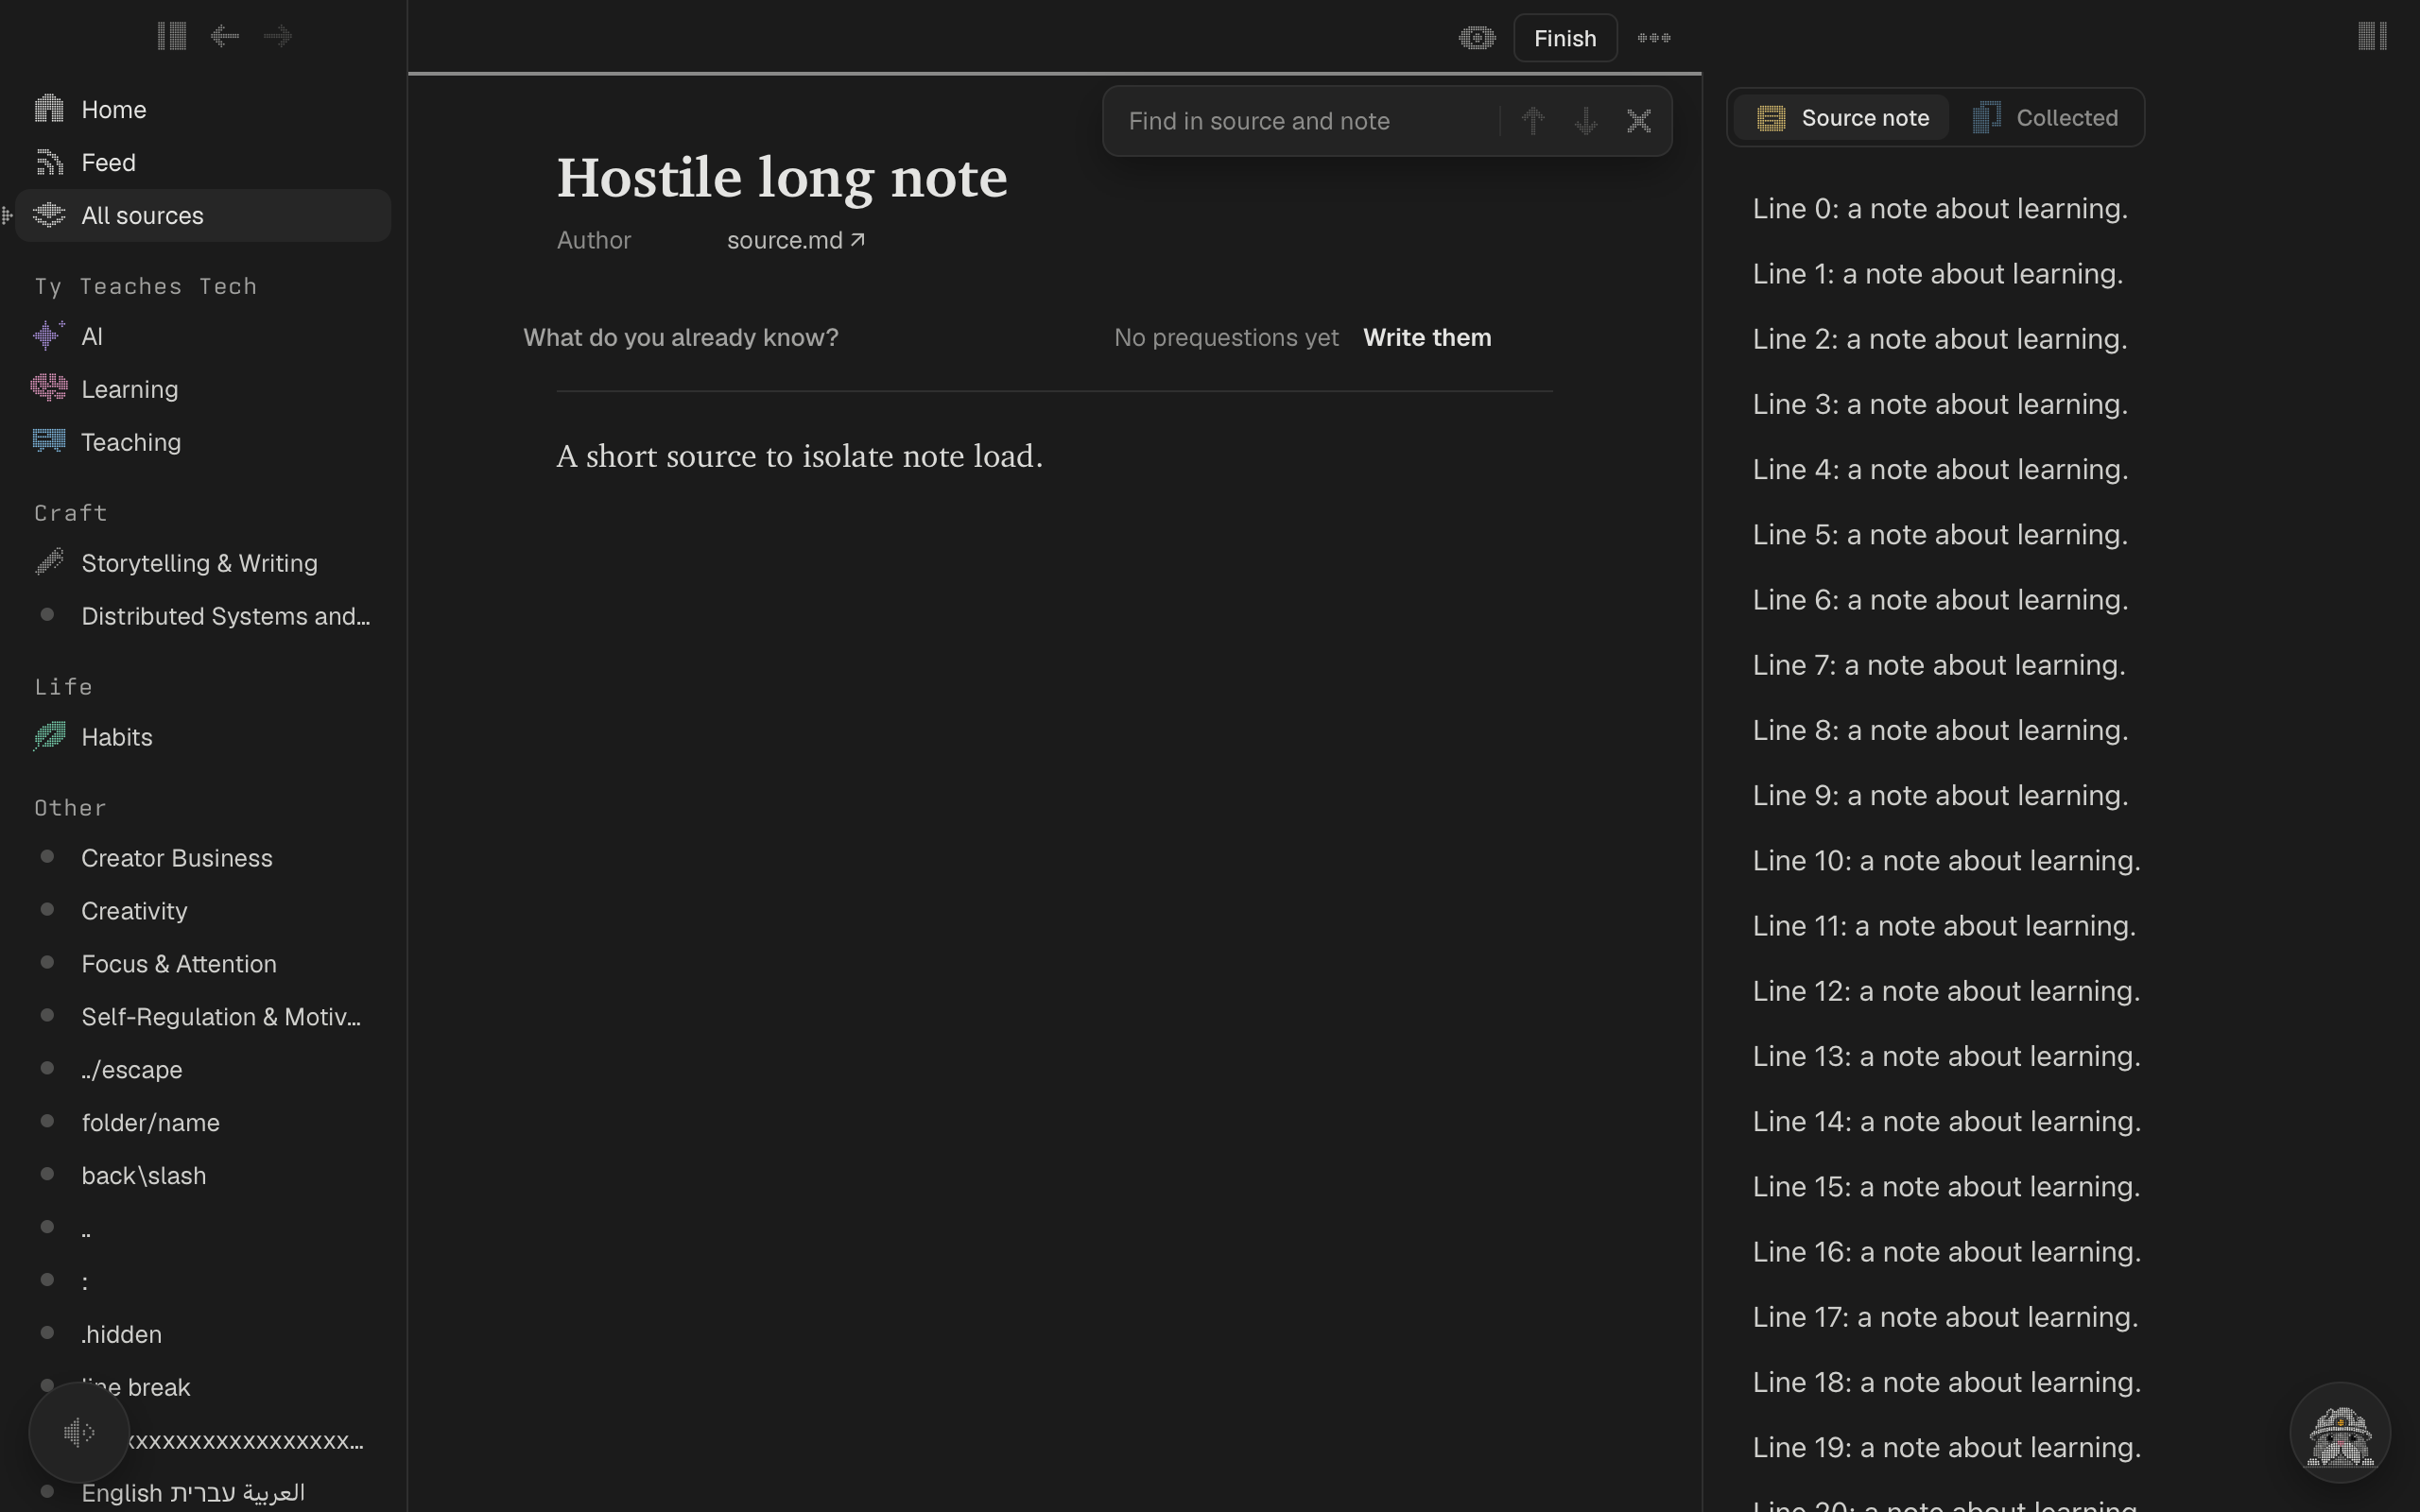 Home
Feed
All sources
Ty Teaches Tech
AI
Learning
Teaching
Craft
Storytelling & Writing
Distributed Systems and…
Life
Habits
Other
Creator Business
Creativity
Focus & Attention
Self-Regulation & Motiv…
../escape
folder/name
back\slash
..
:
.hidden
line break
xxxxxxxxxxxxxxxxx…
English עברית العربية
Finish
Find in source and note
Hostile long note
Author
source.md ↗
What do you already know?
No prequestions yet Write them
A short source to isolate note load.
Source note
Collected
Line 0: a note about learning.
Line 1: a note about learning.
Line 2: a note about learning.
Line 3: a note about learning.
Line 4: a note about learning.
Line 5: a note about learning.
Line 6: a note about learning.
Line 7: a note about learning.
Line 8: a note about learning.
Line 9: a note about learning.
Line 10: a note about learning.
Line 11: a note about learning.
Line 12: a note about learning.
Line 13: a note about learning.
Line 14: a note about learning.
Line 15: a note about learning.
Line 16: a note about learning.
Line 17: a note about learning.
Line 18: a note about learning.
Line 19: a note about learning.
Line 20: a note about learning.